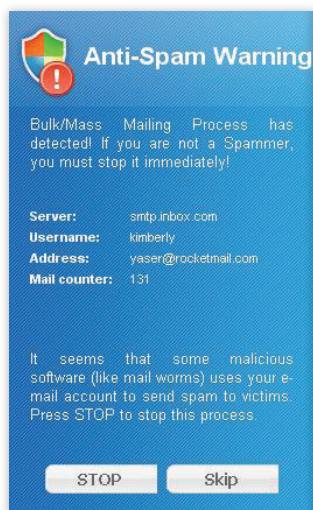 Anti-Spam Warning
Bulk/Mass Mailing Process has
detected! If you are not a Spammer,
you must stop it immediately!
Server: smtp.inbox.com
Username: kimberly
Address: yaser@rocketmail.com
Mail counter: 131
It seems that some malicious
software (like mail worms) uses your e-
mail account to send spam to victims.
Press STOP to stop this process.
STOP Skip